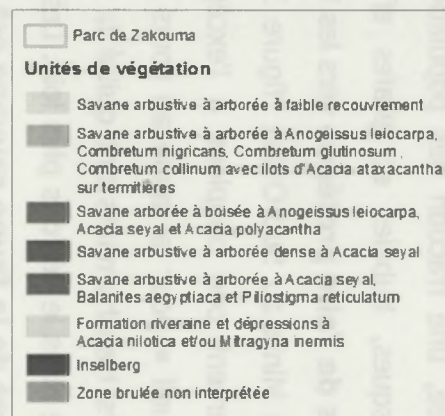 Parc de Zakouma
Unités de végétation
Savane arbustive à arborée à faible recouvrement
Savane arbustive à arborée à Anogeissus leiocarpa,
Combretum nigricans, Combretum glutinosum,
Combretum collinum avec ilots d'Acacia ataxacantha
sur termitières
Savane arborée à boisée à Anogeissus leiocarpa,
Acacia seyal et Acacia polyacantha
Savane arbustive à arborée dense à Acacia seyal
Savane arbustive à arborée à Acacia seyal,
Balanites aegyptiaca et Piliostigma reticulatum
Formation riveraine et dépressions à
Acacia nilotica et/ou Mitragyna inermis
Inselberg
Zone brulée non interprétée